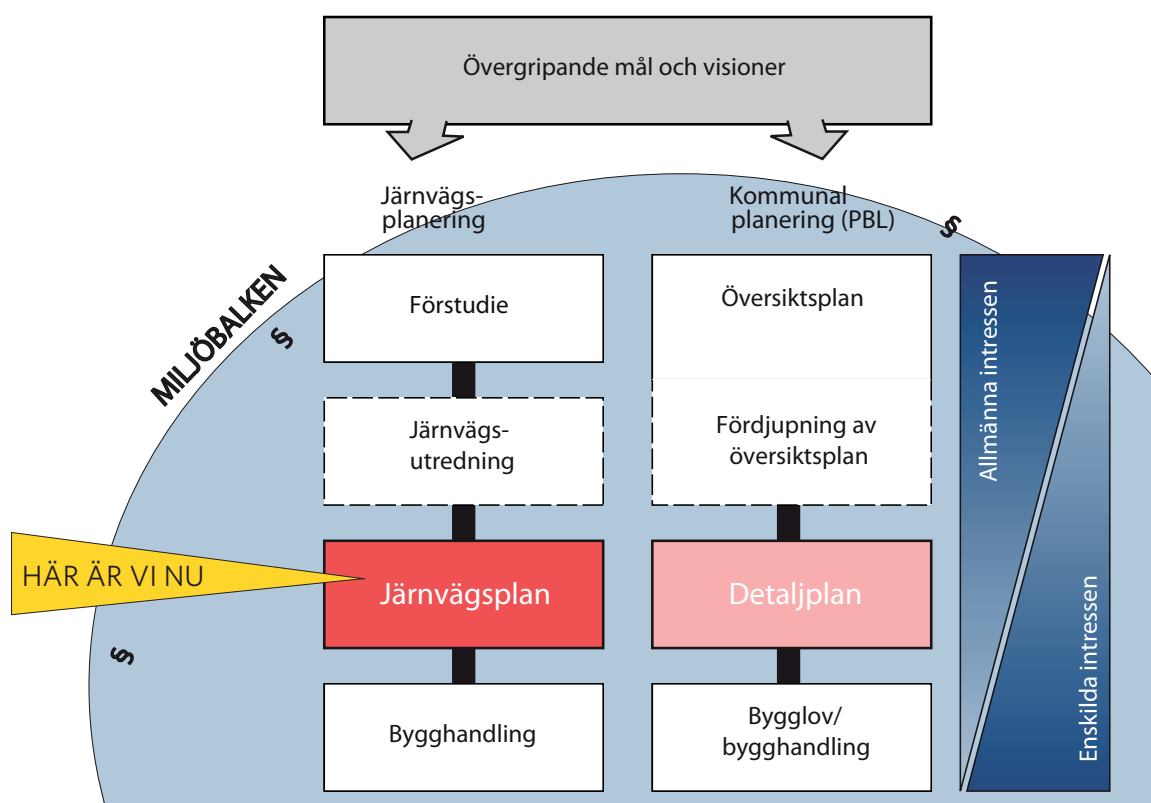 Övergripande mål och visioner
Järnvägs-
planering
Kommunal
planering (PBL)
§
MILJÖBALKEN
§
Förstudie
Översiktsplan
Järnvägs-
utredning
Fördjupning av
översiktsplan
Allmänna intressen
HÄR ÄR VI NU
Järnvägsplan
Detaljplan
§
Bygghandling
Bygglov/
bygghandling
Enskilda intressen